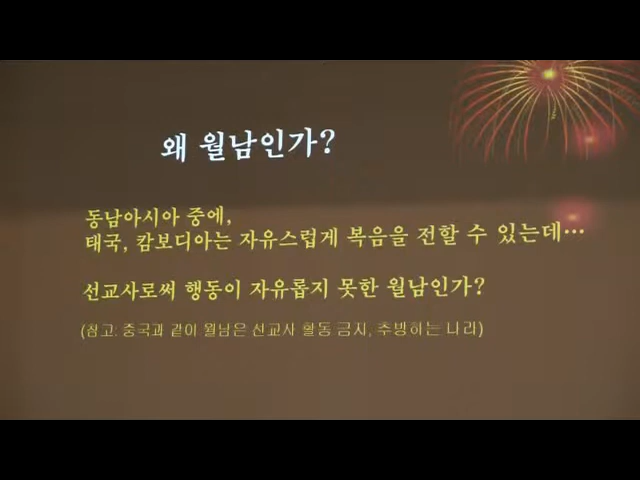 왜 월남인가?
동남아시아 중에,
태국, 캄보디아는 자유스럽게 복음을 전할 수 있는데…
선교사로써 행동이 자유롭지 못한 월남인가?
(참고: 중국과 같이 월남은 선교사 활동 금지, 추방하는 나라)